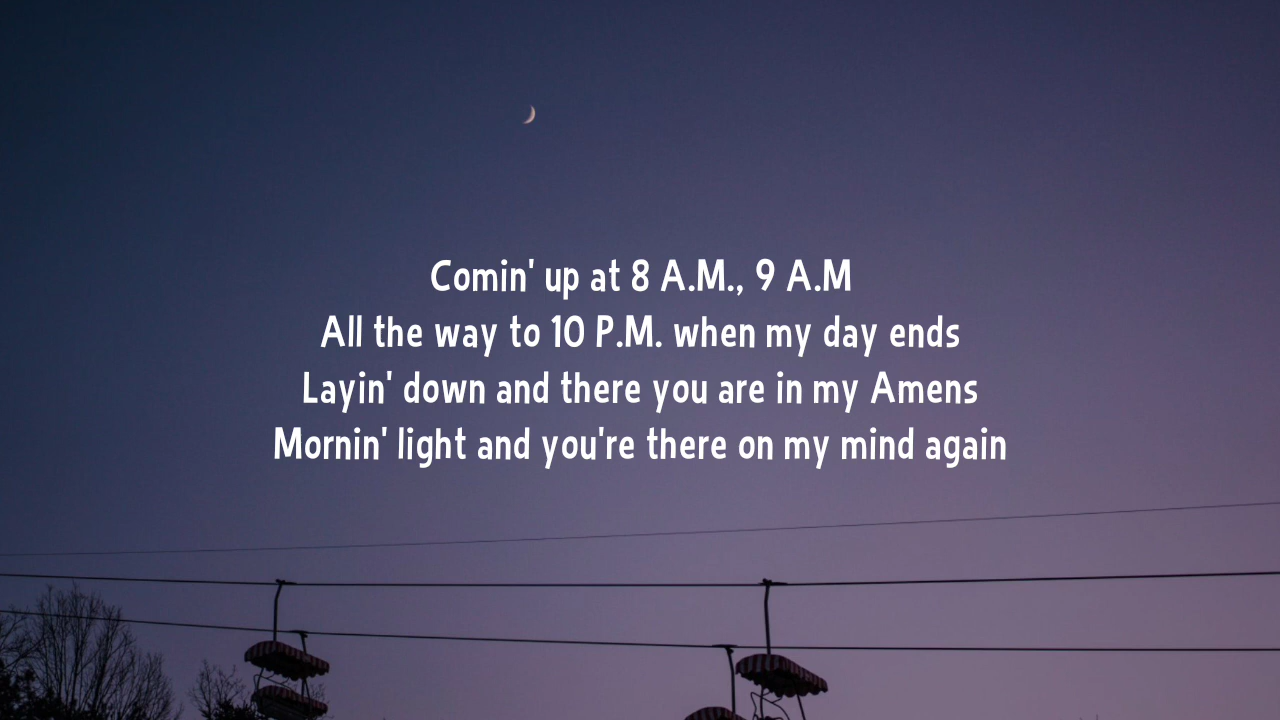 Comin' up at 8 A.M., 9 A.M
All the way to 10 P.M. when my day ends
Layin' down and there you are in my Amens
Mornin' light and you're there on my mind again